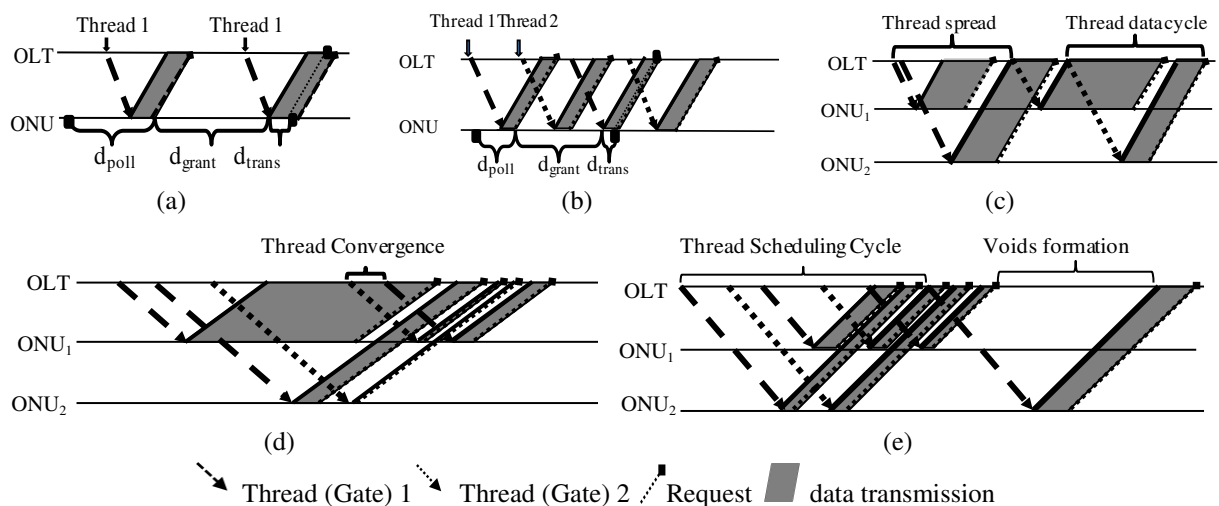 Thread 1 Thread 1
OLT
ONU
d_poll d_grant d_trans
(a)
Thread 1 Thread 2
OLT
ONU
d_poll d_grant d_trans
(b)
Thread spread Thread datacycle
OLT
ONU_1
ONU_2
(c)
Thread Convergence
OLT
ONU_1
ONU_2
(d)
Thread Scheduling Cycle Voids formation
OLT
ONU_1
ONU_2
(e)
Thread (Gate) 1 Thread (Gate) 2 Request data transmission